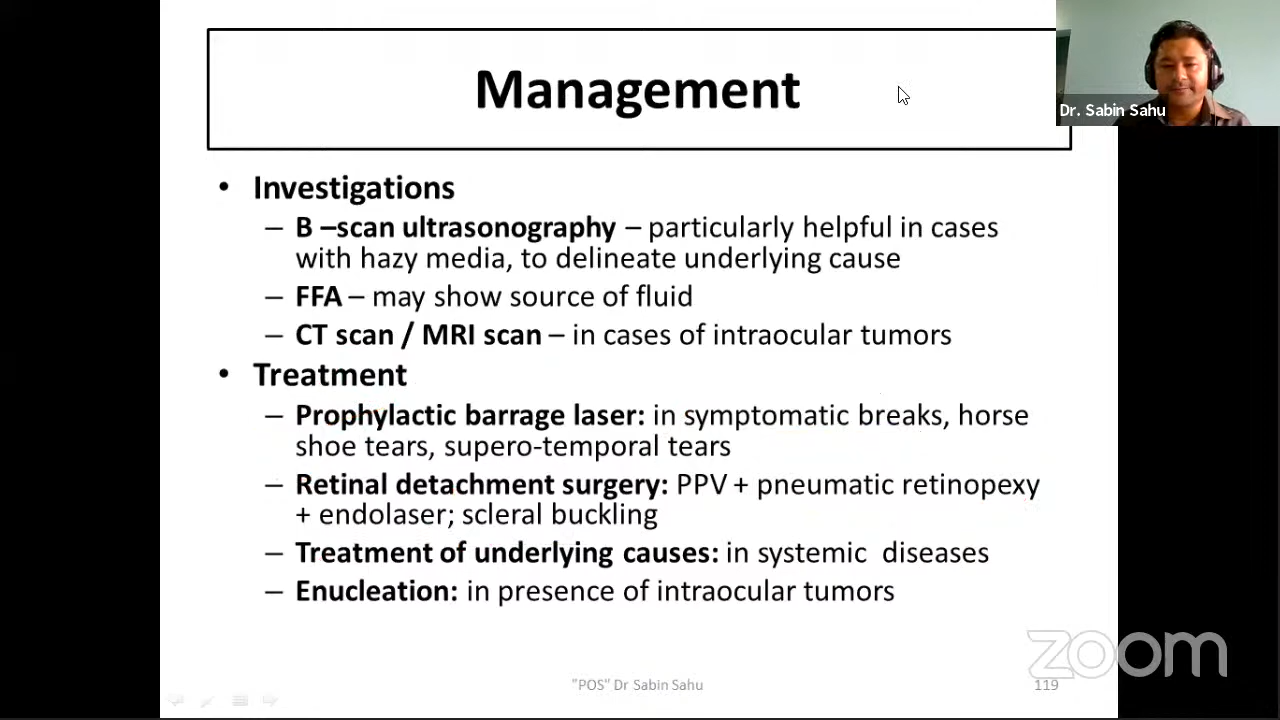 Management
Dr. Sabin Sahu
• Investigations
– B –scan ultrasonography – particularly helpful in cases
with hazy media, to delineate underlying cause
– FFA – may show source of fluid
– CT scan / MRI scan – in cases of intraocular tumors
• Treatment
– Prophylactic barrage laser: in symptomatic breaks, horse
shoe tears, supero-temporal tears
– Retinal detachment surgery: PPV + pneumatic retinopexy
+ endolaser; scleral buckling
– Treatment of underlying causes: in systemic  diseases
– Enucleation: in presence of intraocular tumors
zoom
"POS" Dr Sabin Sahu
119